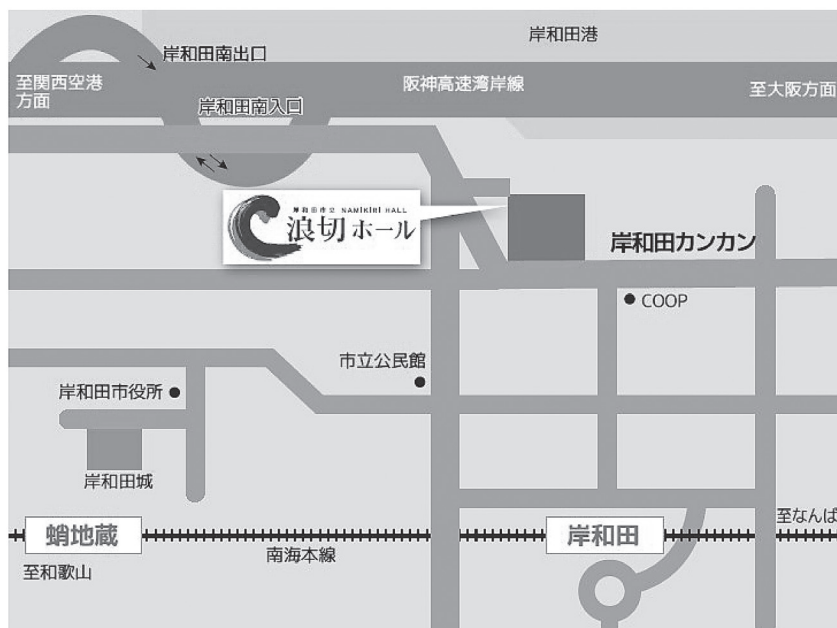 岸和田港
岸和田南出口
至関西空港
方面
阪神高速湾岸線
至大阪方面
岸和田南入口
岸和田市立 NAMIKIRI HALL
浪切ホール
岸和田カンカン
COOP
市立公民館
岸和田市役所
岸和田城
至なんば
蛸地蔵
岸和田
南海本線
至和歌山